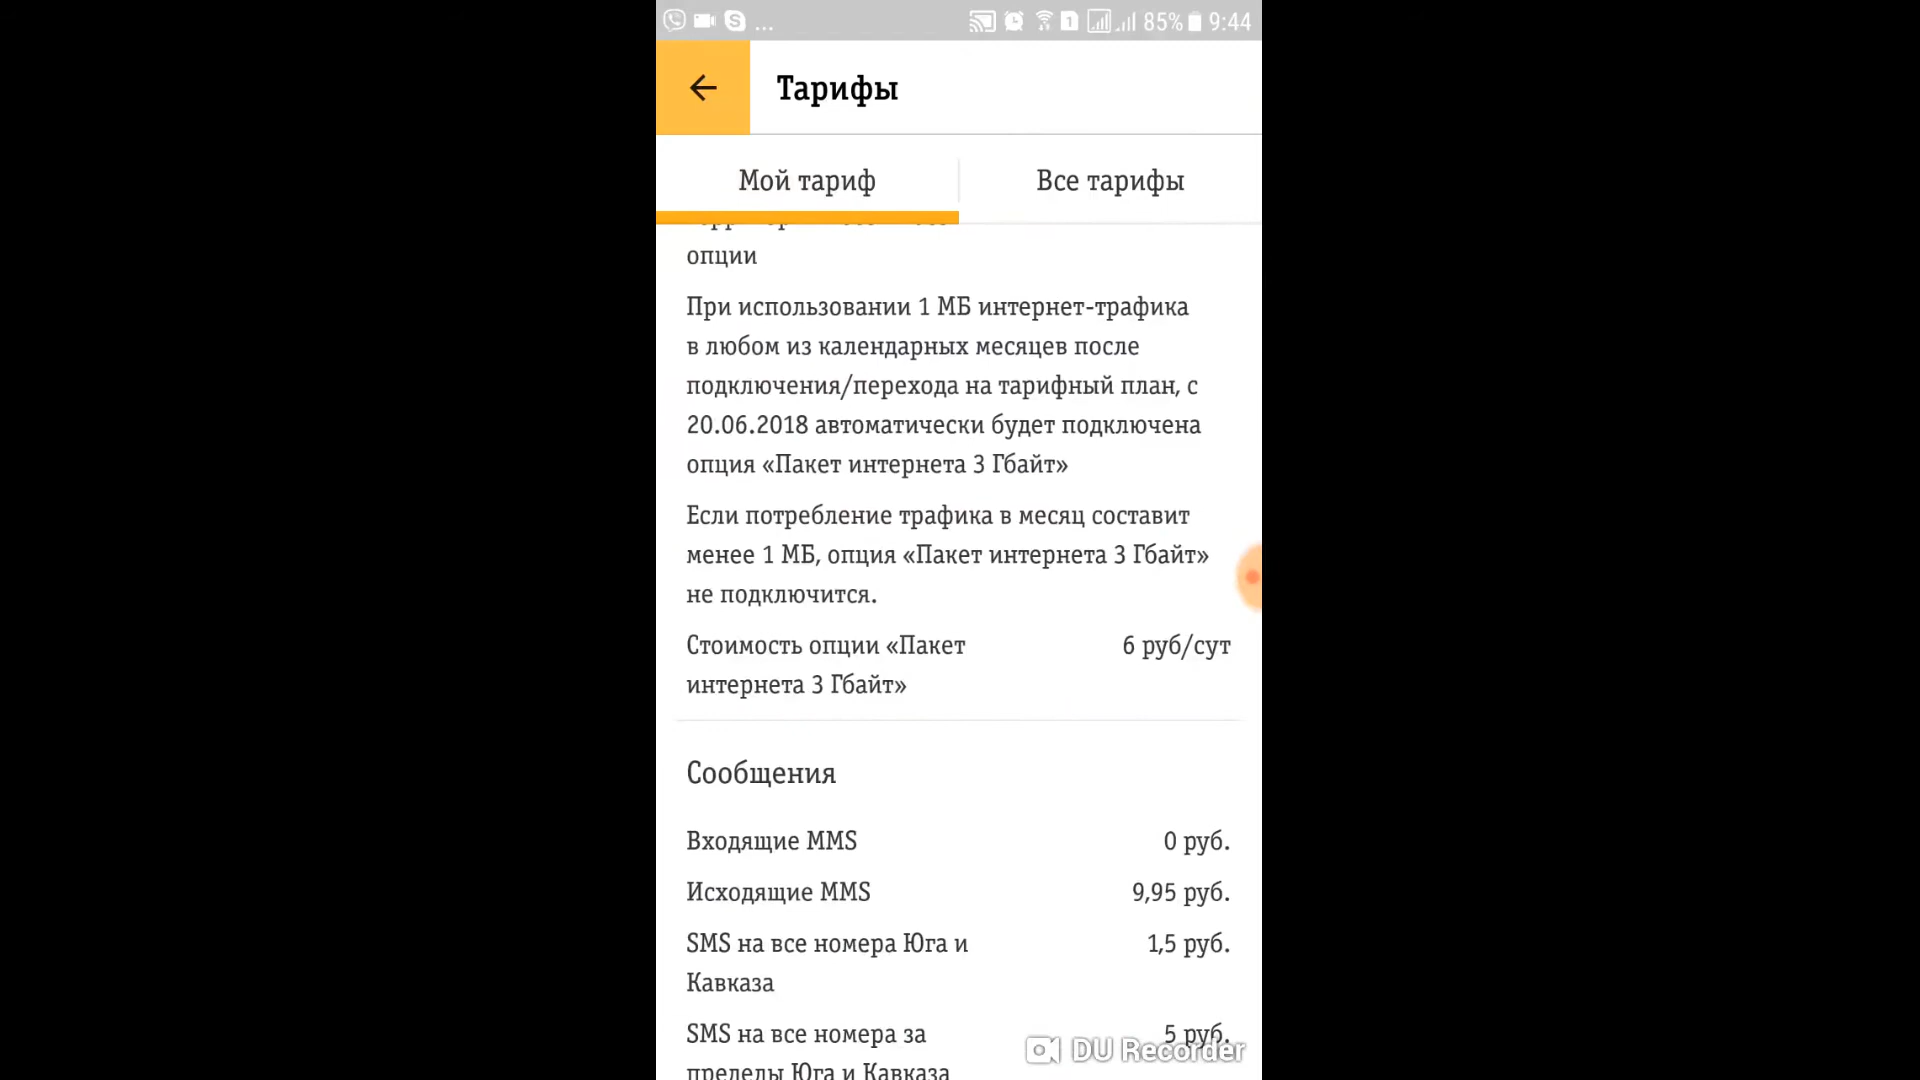 ... 1 85% 9:44
Тарифы
Мой тариф
Все тарифы
опции
При использовании 1 МБ интернет-трафика
в любом из календарных месяцев после
подключения/перехода на тарифный план, с
20.06.2018 автоматически будет подключена
опция «Пакет интернета 3 Гбайт»
Если потребление трафика в месяц составит
менее 1 МБ, опция «Пакет интернета 3 Гбайт»
не подключится.
Стоимость опции «Пакет 6 руб/сут
интернета 3 Гбайт»
Сообщения
Входящие MMS 0 руб.
Исходящие MMS 9,95 руб.
SMS на все номера Юга и 1,5 руб.
Кавказа
SMS на все номера за 5 руб.
DU Recorder
пределы Юга и Кавказа